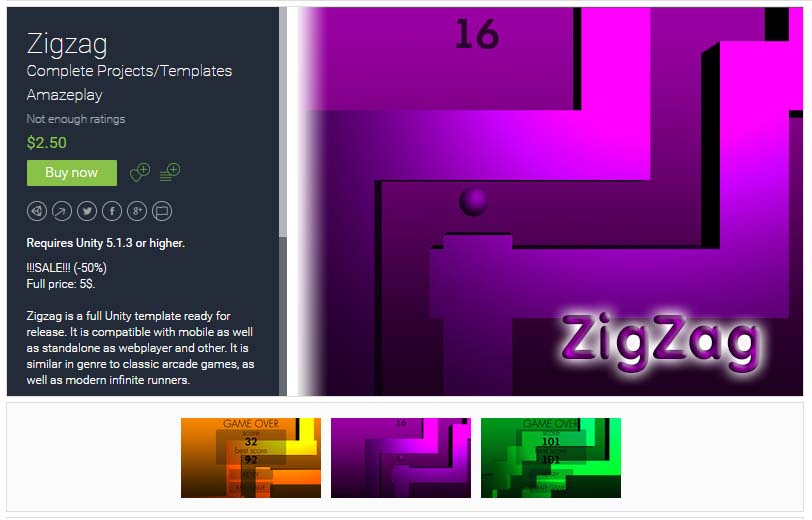 Zigzag
Complete Projects/Templates
Amazeplay
Not enough ratings
$2.50
Buy now
Requires Unity 5.1.3 or higher.
!!!SALE!!! (-50%)
Full price: 5$.
Zigzag is a full Unity template ready for
release. It is compatible with mobile as well
as standalone as webplayer and other. It is
similar in genre to classic arcade games, as
well as modern infinite runners.
16
ZigZag
GAME OVER
score
32
best score
92
16
GAME OVER
score
101
best score
101